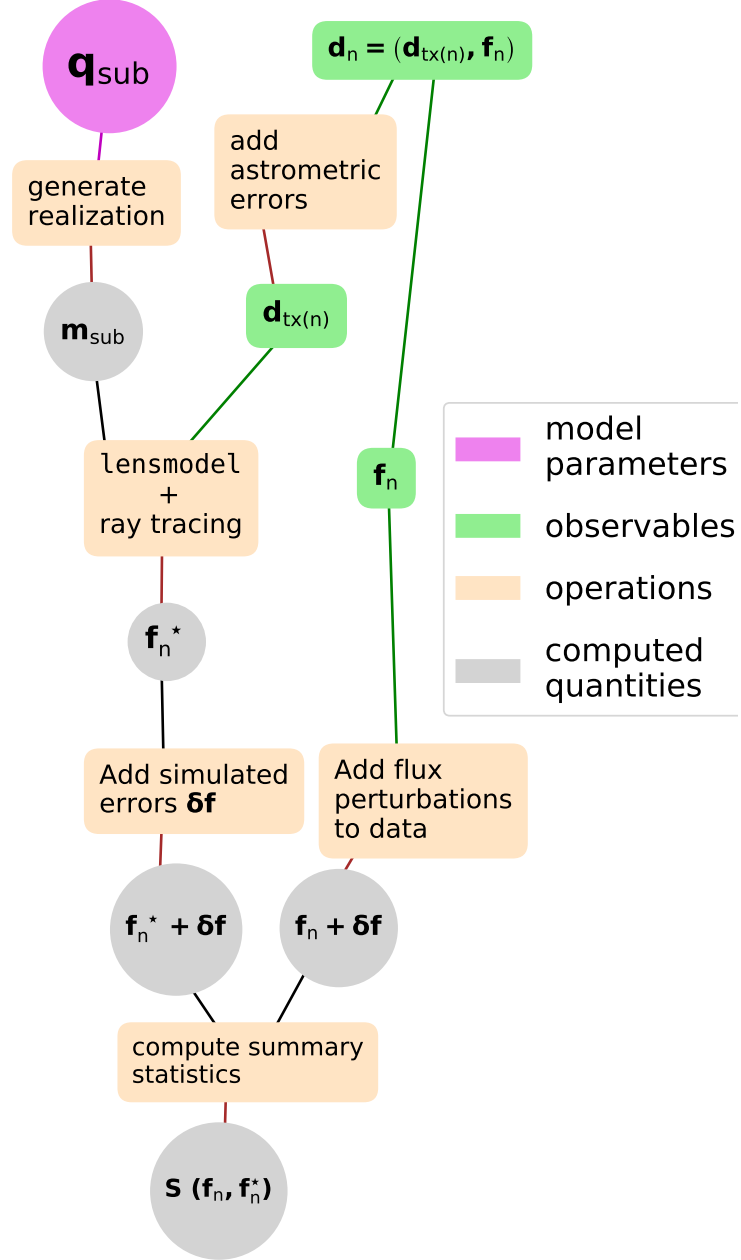 q_sub
d_n = (d_tx(n), f_n)
add
astrometric
errors
generate
realization
d_tx(n)
m_sub
model
parameters
lensmodel
+
ray tracing
f_n
observables
operations
f_n^⋆
computed
quantities
Add simulated
errors δf
Add flux
perturbations
to data
f_n^⋆ + δf
f_n + δf
compute summary
statistics
S (f_n, f_n^⋆)